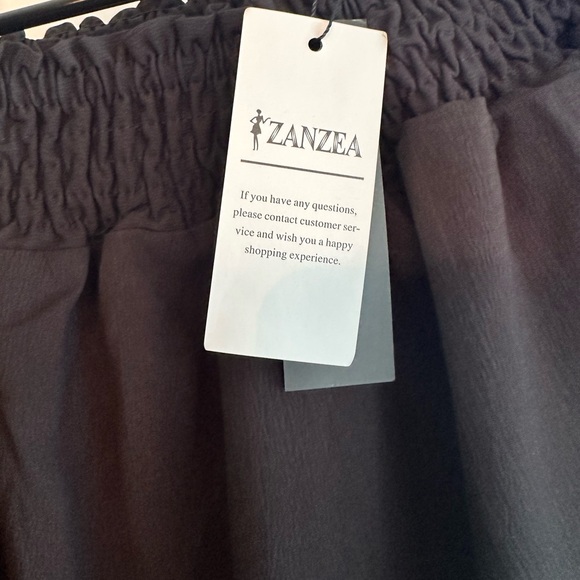 ZANZEA
If you have any questions,
please contact customer ser-
vice and wish you a happy
shopping experience.